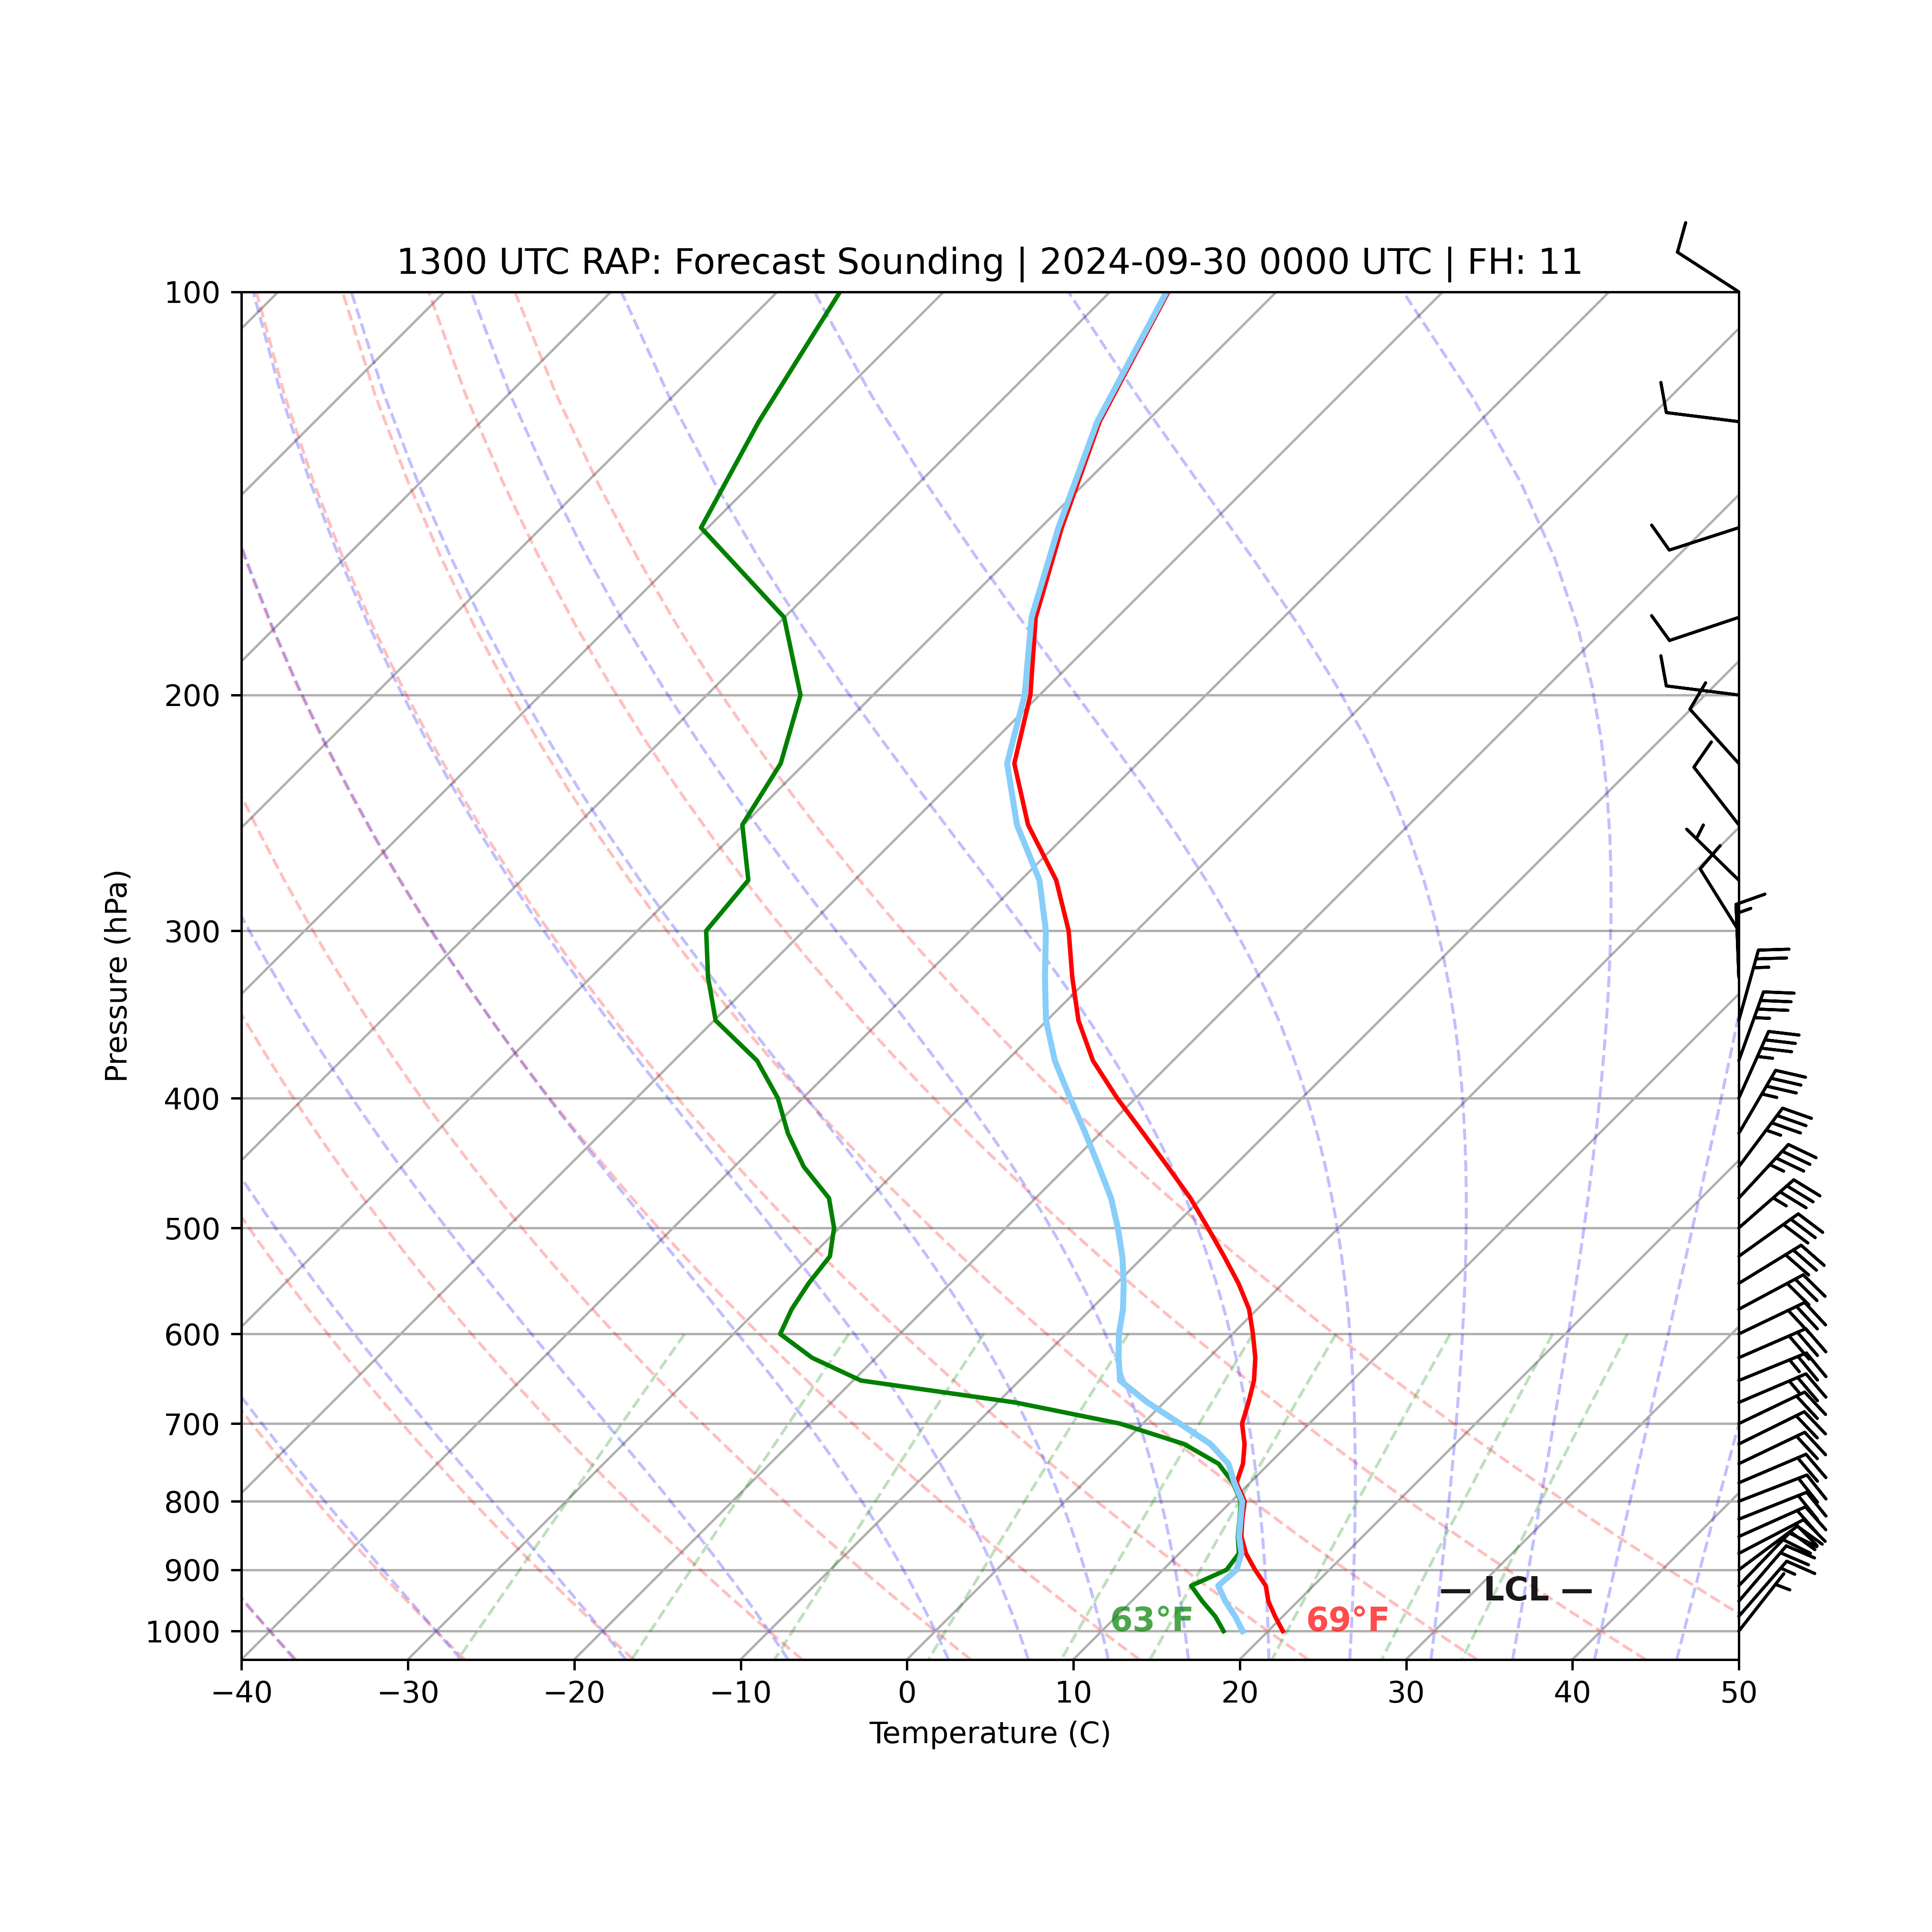 1300 UTC RAP: Forecast Sounding | 2024-09-30 0000 UTC | FH: 11
100
200
300
400
500
600
700
800
900
1000
Pressure (hPa)
— LCL —
63°F
69°F
−40 −30 −20 −10 0 10 20 30 40 50
Temperature (C)